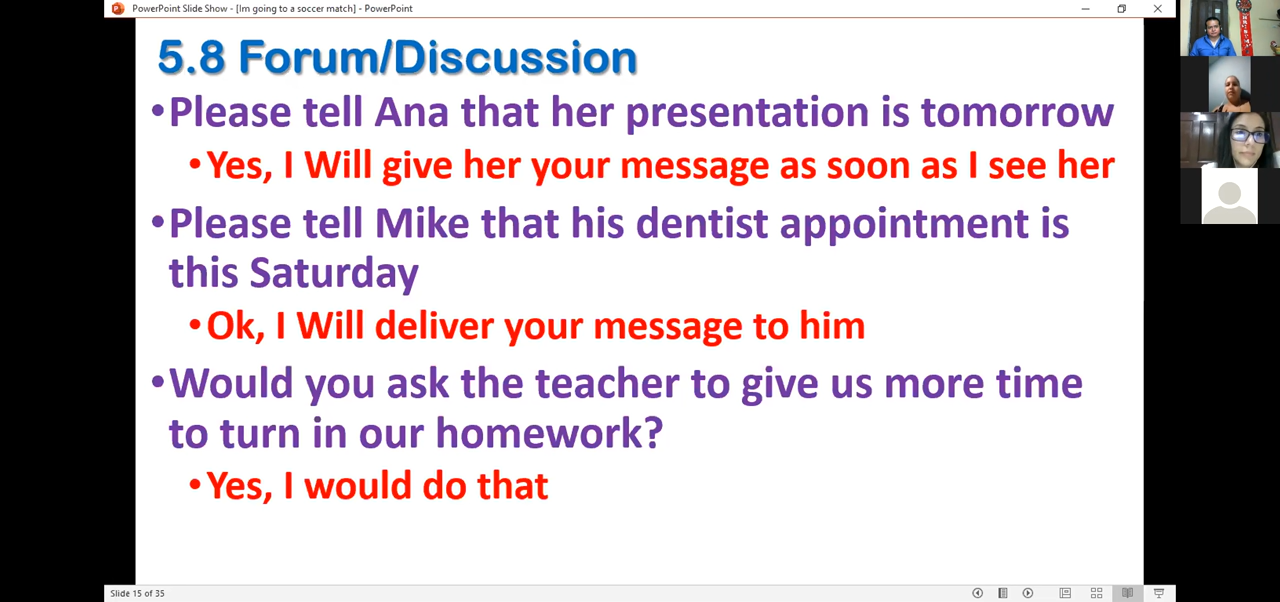 PowerPoint Slide Show - [Im going to a soccer match] - PowerPoint
5.8 Forum/Discussion
•Please tell Ana that her presentation is tomorrow
•Yes, I Will give her your message as soon as I see her
•Please tell Mike that his dentist appointment is
this Saturday
•Ok, I Will deliver your message to him
•Would you ask the teacher to give us more time
to turn in our homework?
•Yes, I would do that
Slide 15 of 35